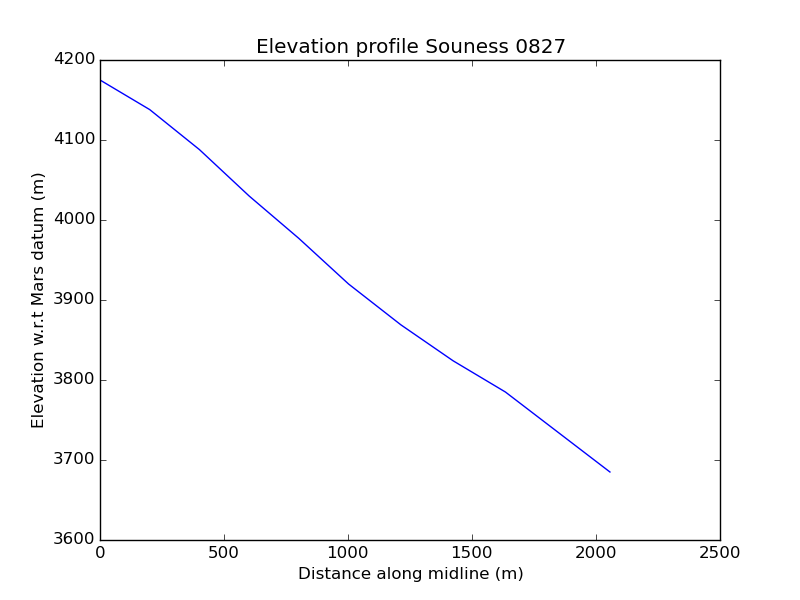 Elevation profile Souness 0827
4200
4100
4000
3900
3800
3700
3600
Elevation w.r.t Mars datum (m)
0 500 1000 1500 2000 2500
Distance along midline (m)